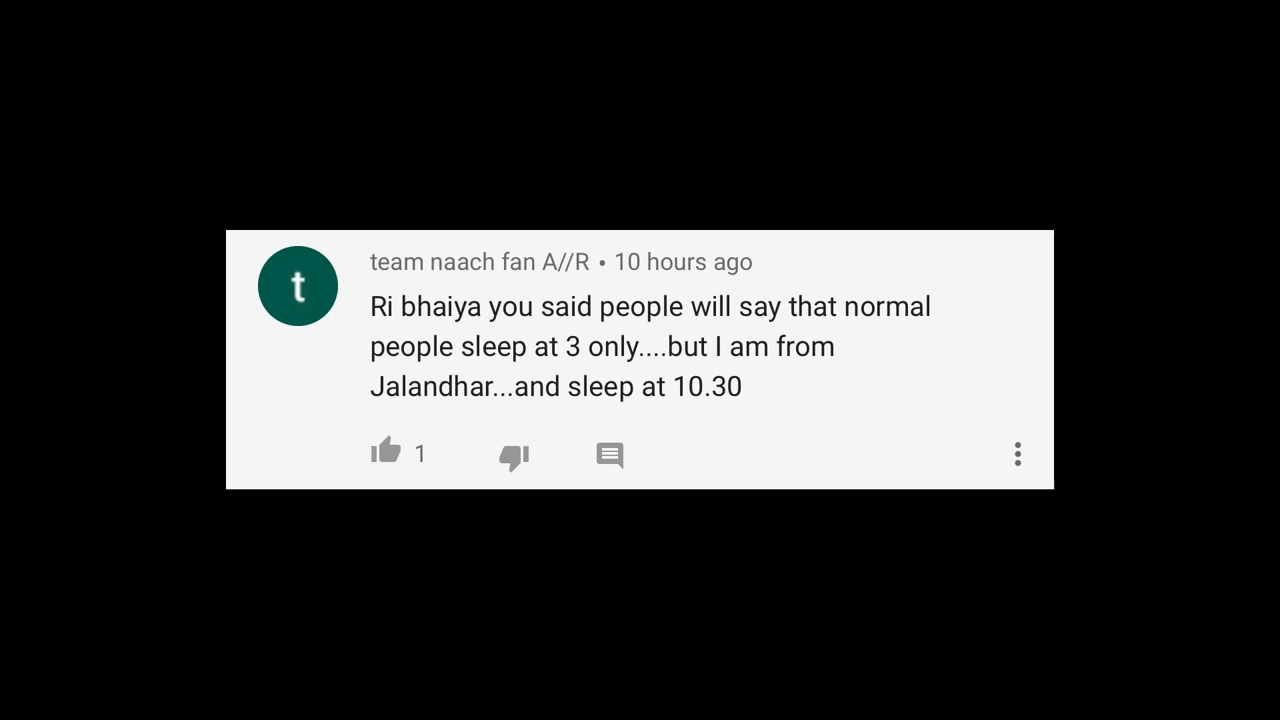 t
team naach fan A//R • 10 hours ago
Ri bhaiya you said people will say that normal
people sleep at 3 only....but I am from
Jalandhar...and sleep at 10.30
1